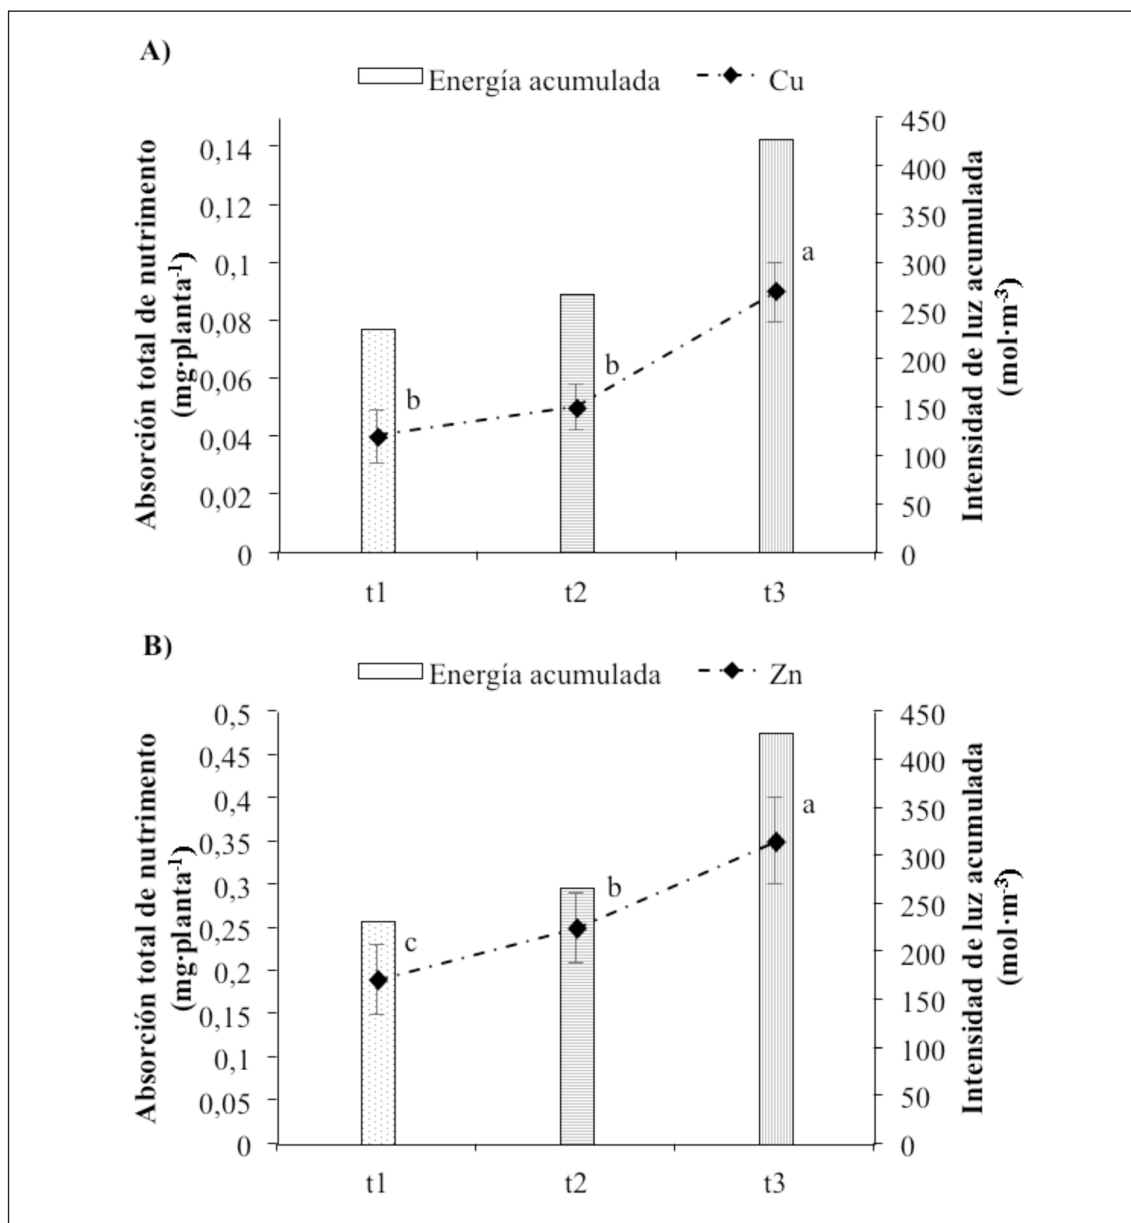 A)
Energía acumulada
Cu
Absorción total de nutrimento
(mg·planta-1)
0,14
0,12
0,1
0,08
0,06
0,04
0,02
0
450
400
350
300
250
200
150
100
50
0
Intensidad de luz acumulada
(mol·m-3)
b
b
a
t1
t2
t3
B)
Energía acumulada
Zn
Absorción total de nutrimento
(mg·planta-1)
0,5
0,45
0,4
0,35
0,3
0,25
0,2
0,15
0,1
0,05
0
450
400
350
300
250
200
150
100
50
0
Intensidad de luz acumulada
(mol·m-3)
c
b
a
t1
t2
t3